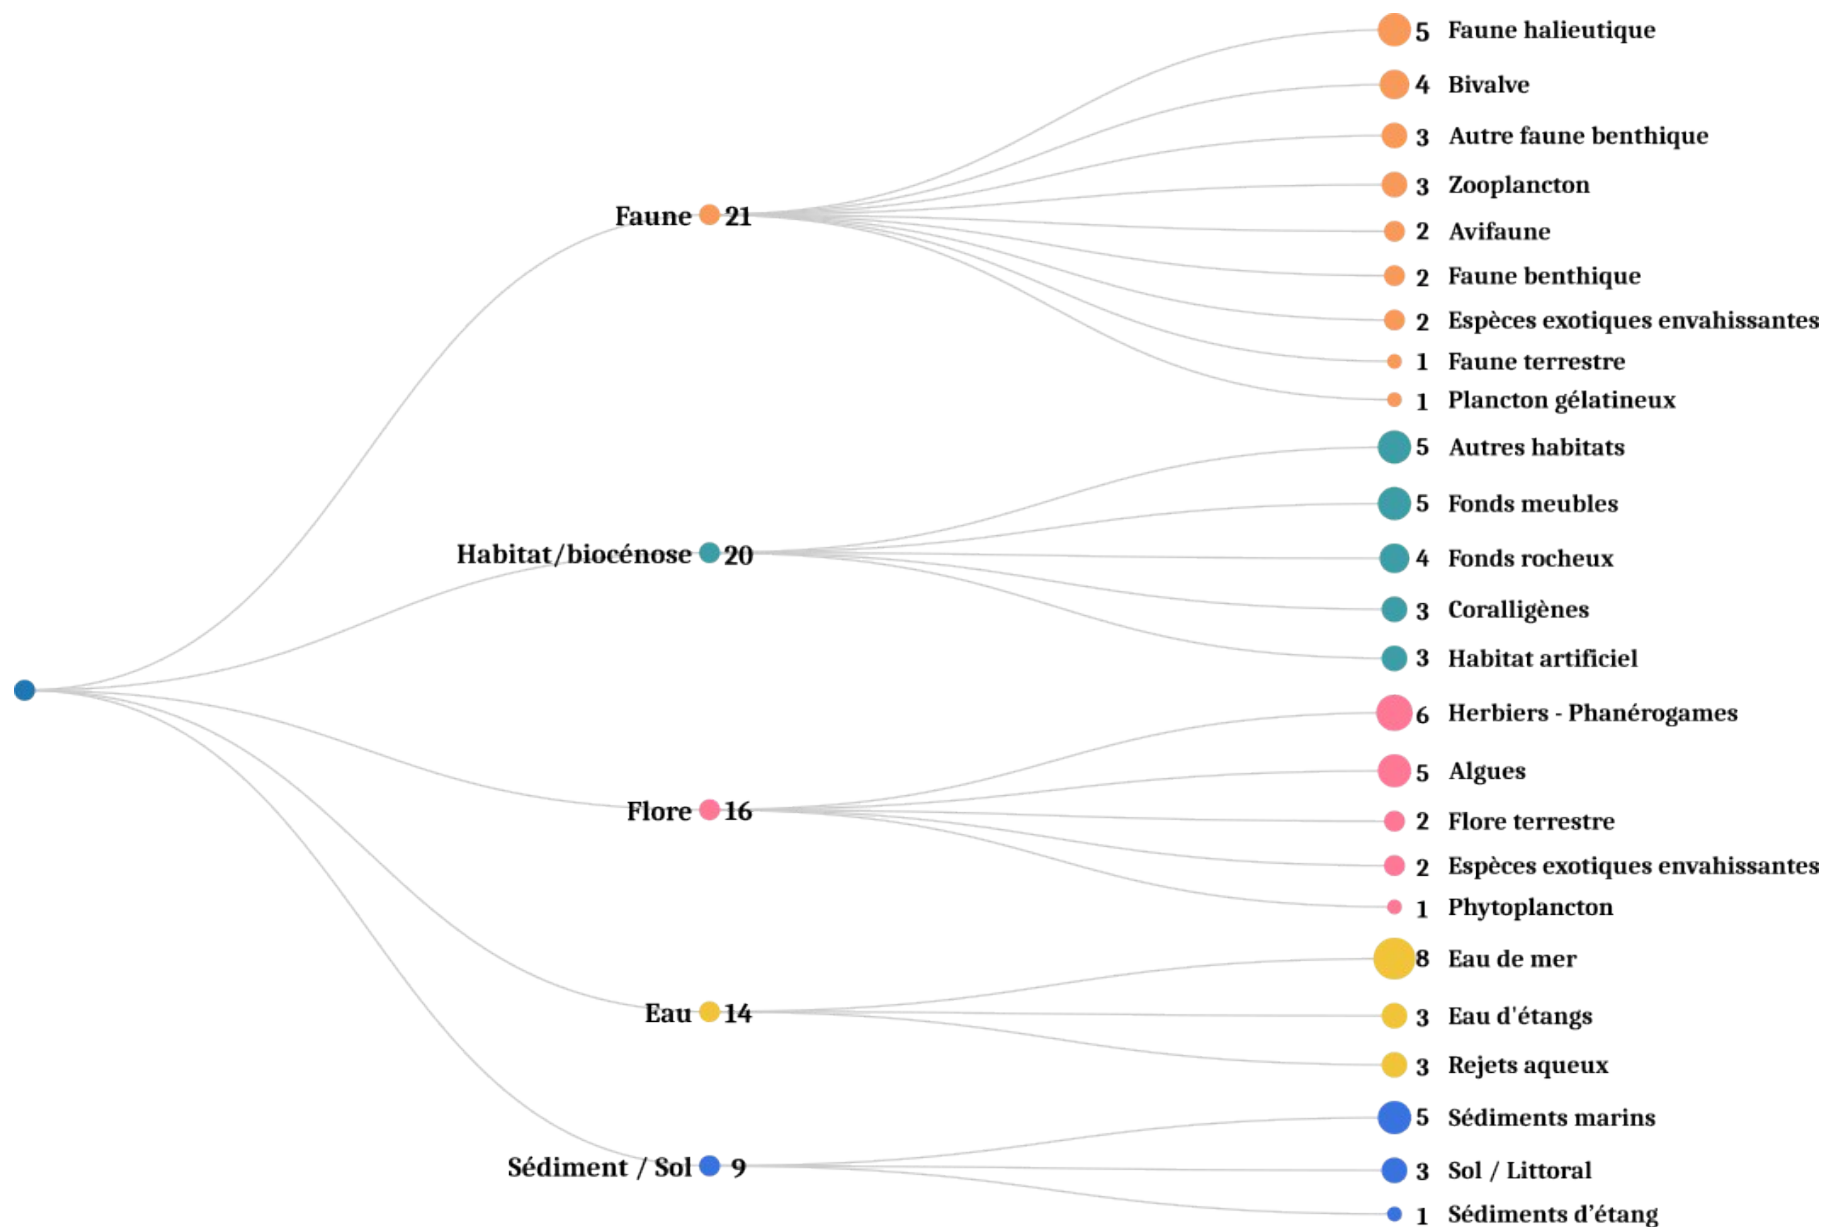 Faune 21
5 Faune halieutique
4 Bivalve
3 Autre faune benthique
3 Zooplancton
2 Avifaune
2 Faune benthique
2 Espèces exotiques envahissantes
1 Faune terrestre
1 Plancton gélatineux
Habitat/biocénose 20
5 Autres habitats
5 Fonds meubles
4 Fonds rocheux
3 Coralligènes
3 Habitat artificiel
Flore 16
6 Herbiers - Phanérogames
5 Algues
2 Flore terrestre
2 Espèces exotiques envahissantes
1 Phytoplancton
Eau 14
8 Eau de mer
3 Eau d'étangs
3 Rejets aqueux
Sédiment / Sol 9
5 Sédiments marins
3 Sol / Littoral
1 Sédiments d’étang